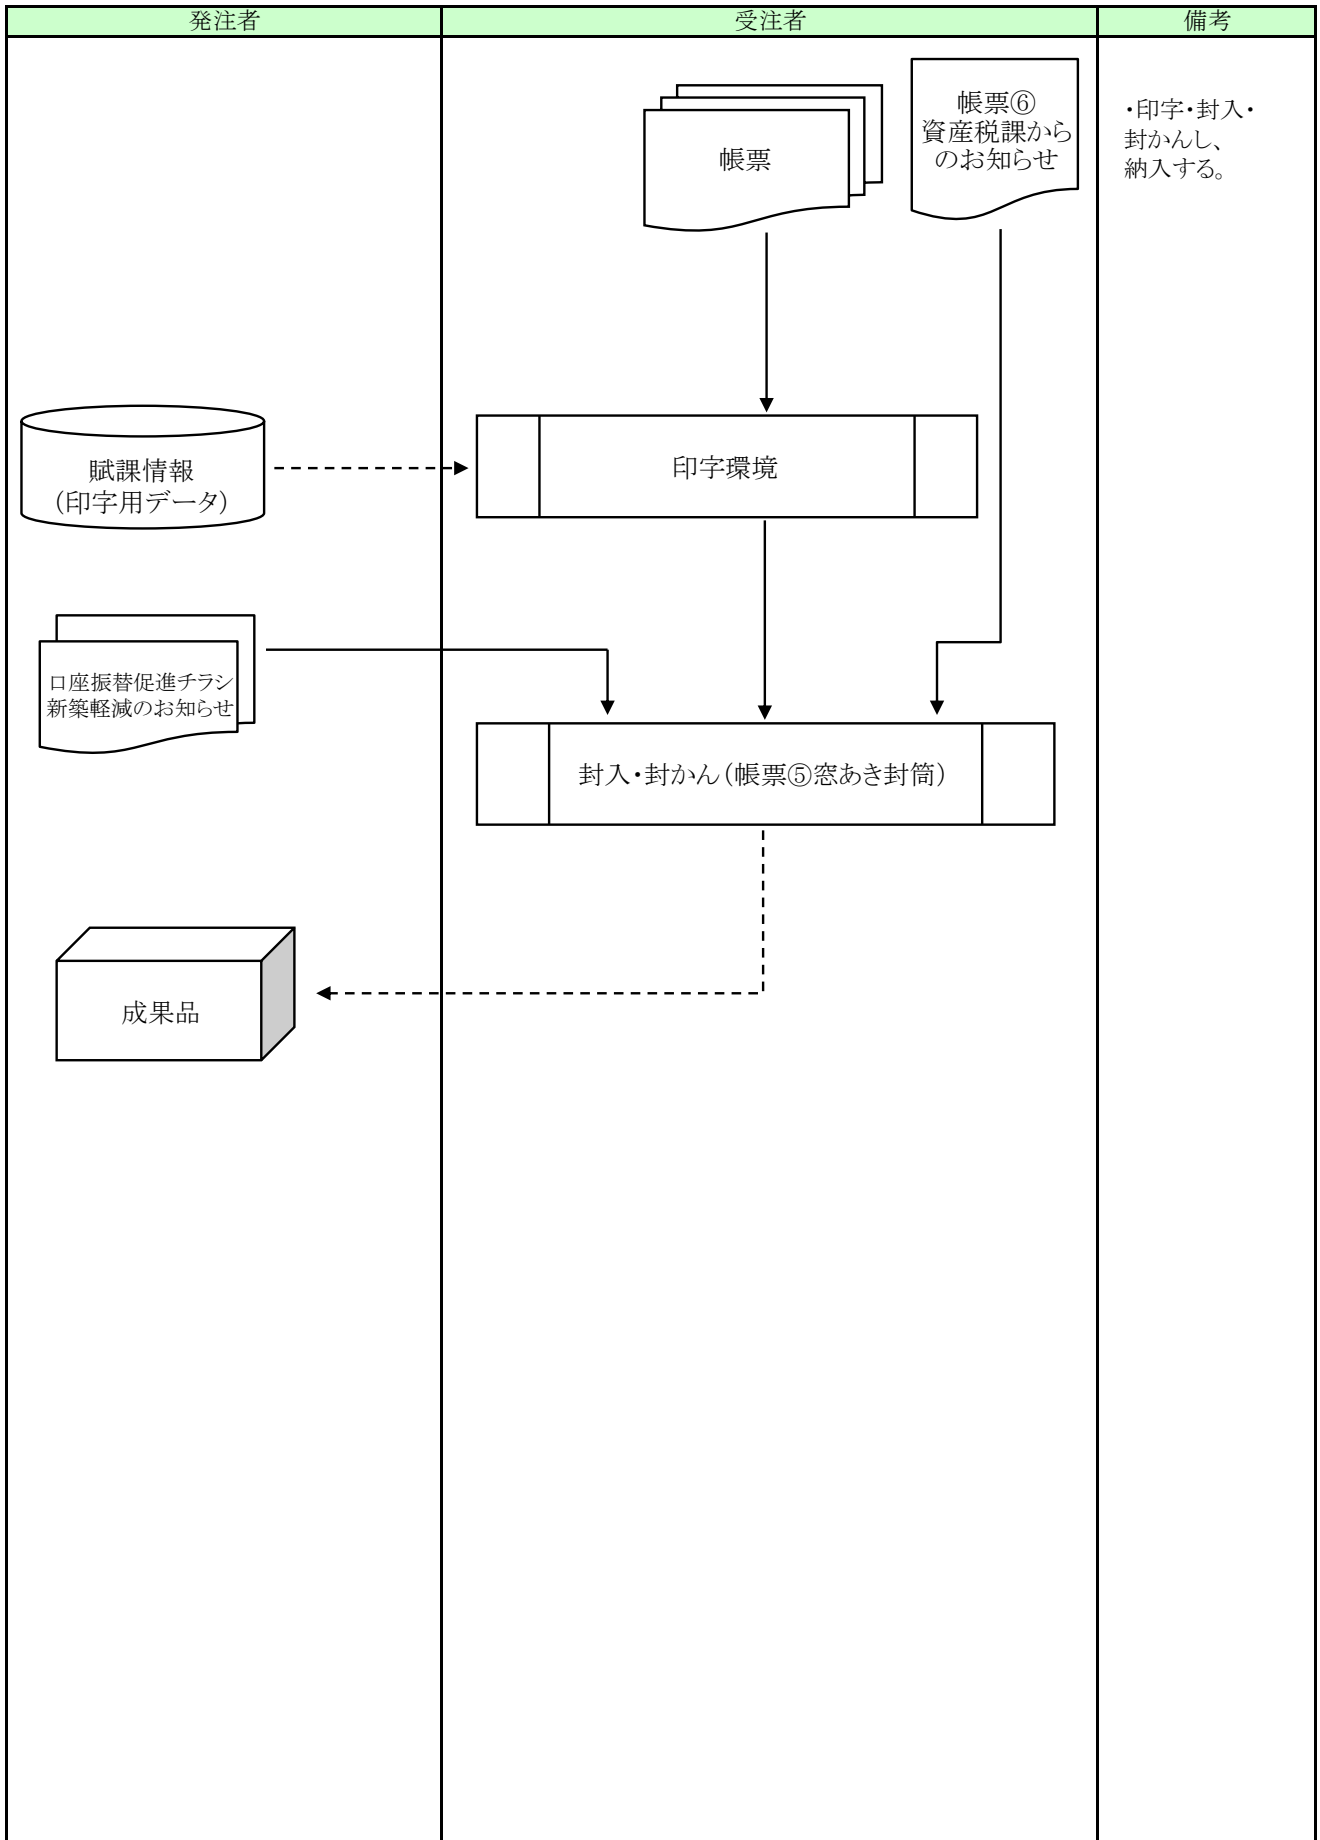 発注者
受注者
備考
帳票
帳票⑥
資産税課から
のお知らせ
・印字・封入・
封かんし、
納入する。
賦課情報
（印字用データ）
印字環境
口座振替促進チラシ
新築軽減のお知らせ
封入・封かん（帳票⑤窓あき封筒）
成果品